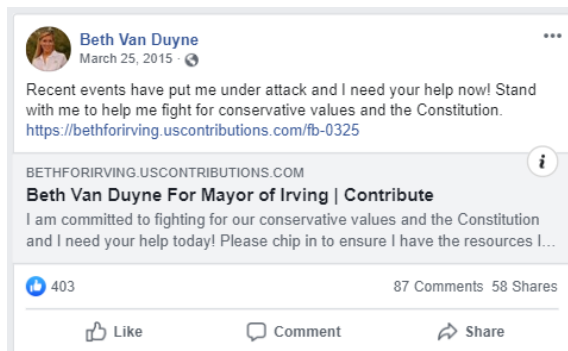 Beth Van Duyne
March 25, 2015 ·
Recent events have put me under attack and I need your help now! Stand
with me to help me fight for conservative values and the Constitution.
https://bethforirving.uscontributions.com/fb-0325
BETHFORIRVING.USCONTRIBUTIONS.COM
Beth Van Duyne For Mayor of Irving | Contribute
I am committed to fighting for our conservative values and the Constitution
and I need your help today! Please chip in to ensure I have the resources I...
403 87 Comments 58 Shares
Like Comment Share